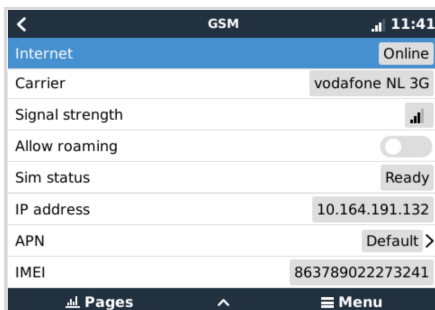 GSM 11:41
Internet Online
Carrier vodafone NL 3G
Signal strength
Allow roaming
Sim status Ready
IP address 10.164.191.132
APN Default
IMEI 863789022273241
Pages Menu